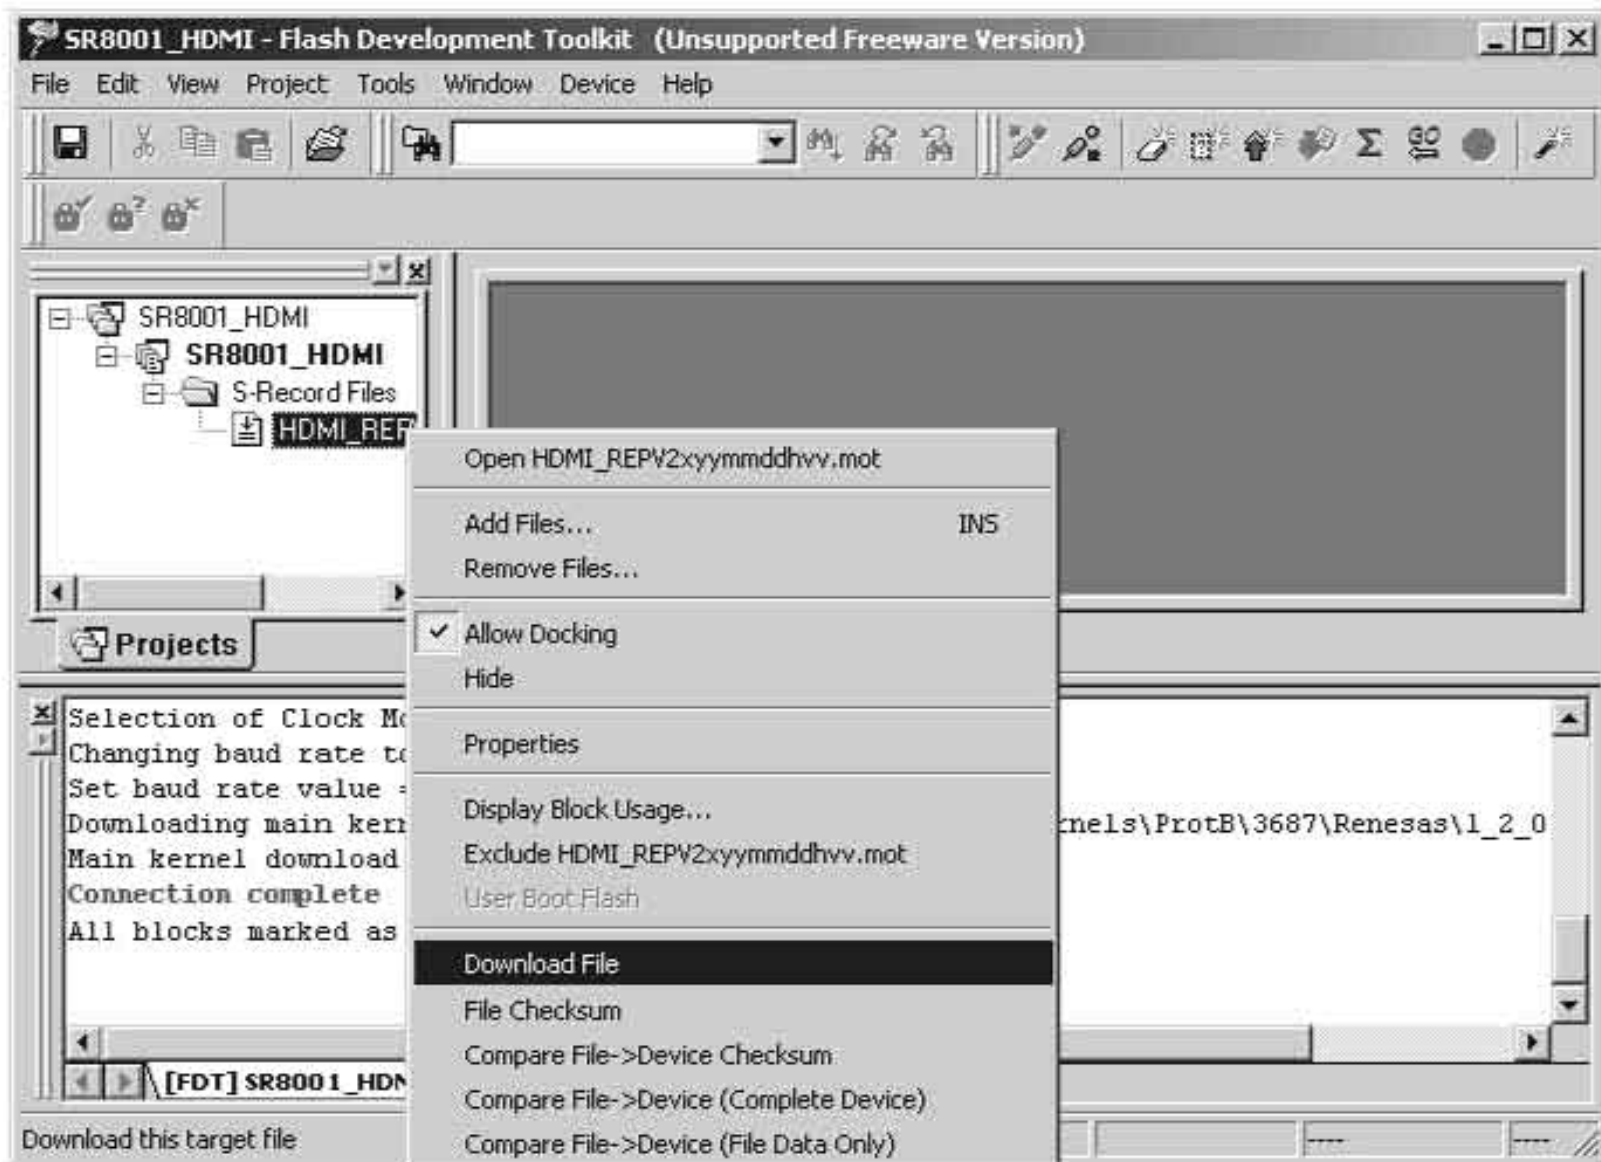 SR8001_HDMI - Flash Development Toolkit (Unsupported Freeware Version)
File Edit View Project Tools Window Device Help
SR8001_HDMI
SR8001_HDMI
S-Record Files
HDMI_REP
Open HDMI_REPV2xyymmddhvv.mot
Add Files... INS
Remove Files...
Allow Docking
Hide
Properties
Display Block Usage...
Exclude HDMI_REPV2xyymmddhvv.mot
User Boot Flash
Download File
File Checksum
Compare File->Device Checksum
Compare File->Device (Complete Device)
Compare File->Device (File Data Only)
Projects
Selection of Clock Mo
Changing baud rate to
Set baud rate value =
Downloading main kern rnels\ProtB\3687\Renesas\1_2_0
Main kernel download
Connection complete
All blocks marked as
[FDT] SR8001_HDM
Download this target file ---- ----